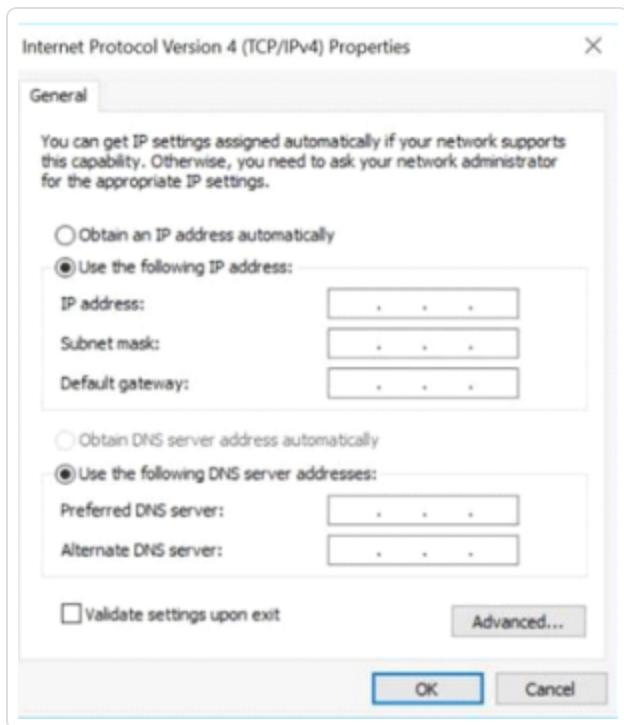 Internet Protocol Version 4 (TCP/IPv4) Properties
General
You can get IP settings assigned automatically if your network supports
this capability. Otherwise, you need to ask your network administrator
for the appropriate IP settings.
Obtain an IP address automatically
Use the following IP address:
IP address:
Subnet mask:
Default gateway:
Obtain DNS server address automatically
Use the following DNS server addresses:
Preferred DNS server:
Alternate DNS server:
Validate settings upon exit
Advanced...
OK Cancel